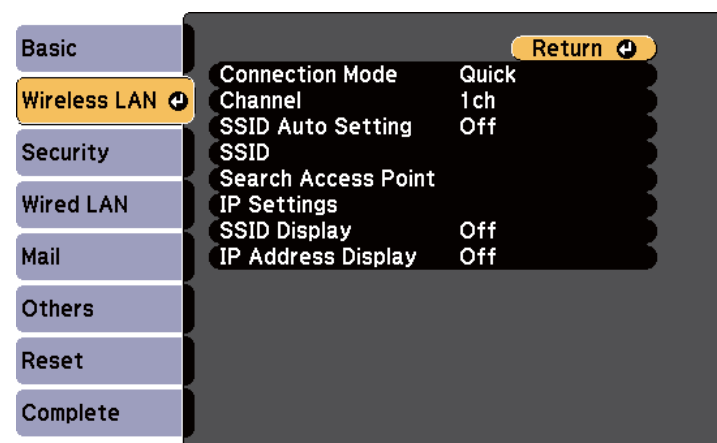 Basic
Wireless LAN
Security
Wired LAN
Mail
Others
Reset
Complete
Return
Connection Mode Quick
Channel 1ch
SSID Auto Setting Off
SSID
Search Access Point
IP Settings
SSID Display Off
IP Address Display Off